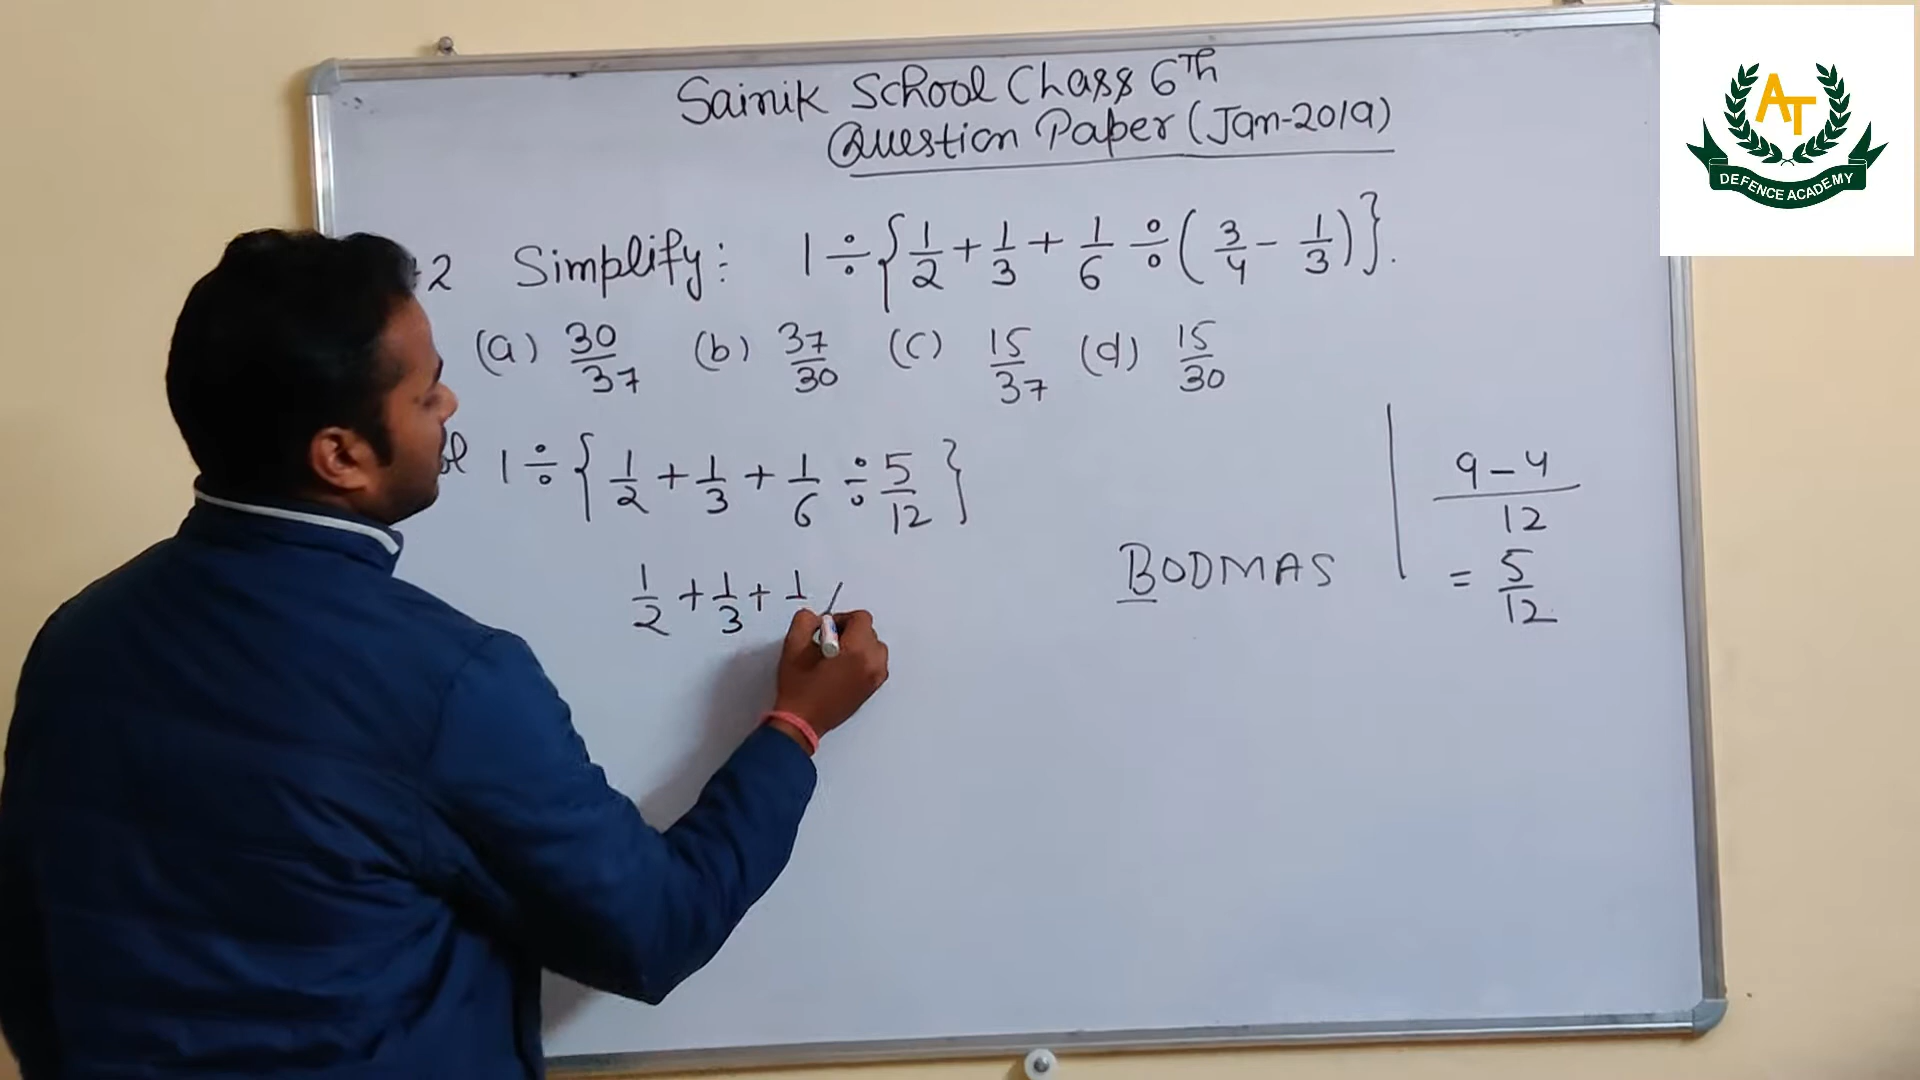 Sainik School Class 6Th
Question Paper (Jan-2019)
2 Simplify: 1 ÷ { 1/2 + 1/3 + 1/6 ÷ ( 3/4 - 1/3 ) }.
(a) 30/37 (b) 37/30 (c) 15/37 (d) 15/30
1 ÷ { 1/2 + 1/3 + 1/6 ÷ 5/12 }
1/2 + 1/3 + 1
BODMAS
9 - 4 / 12
= 5/12
AT
DEFENCE ACADEMY